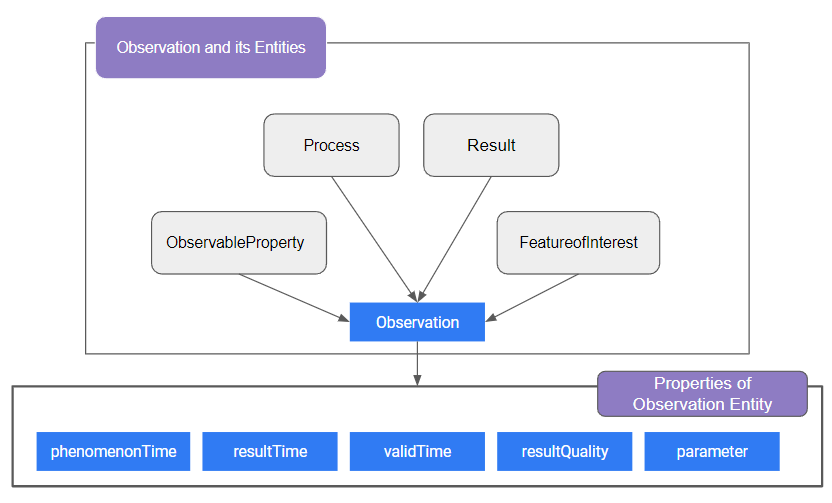 Observation and its Entities
Process
Result
ObservableProperty
FeatureofInterest
Observation
Properties of
Observation Entity
phenomenonTime
resultTime
validTime
resultQuality
parameter